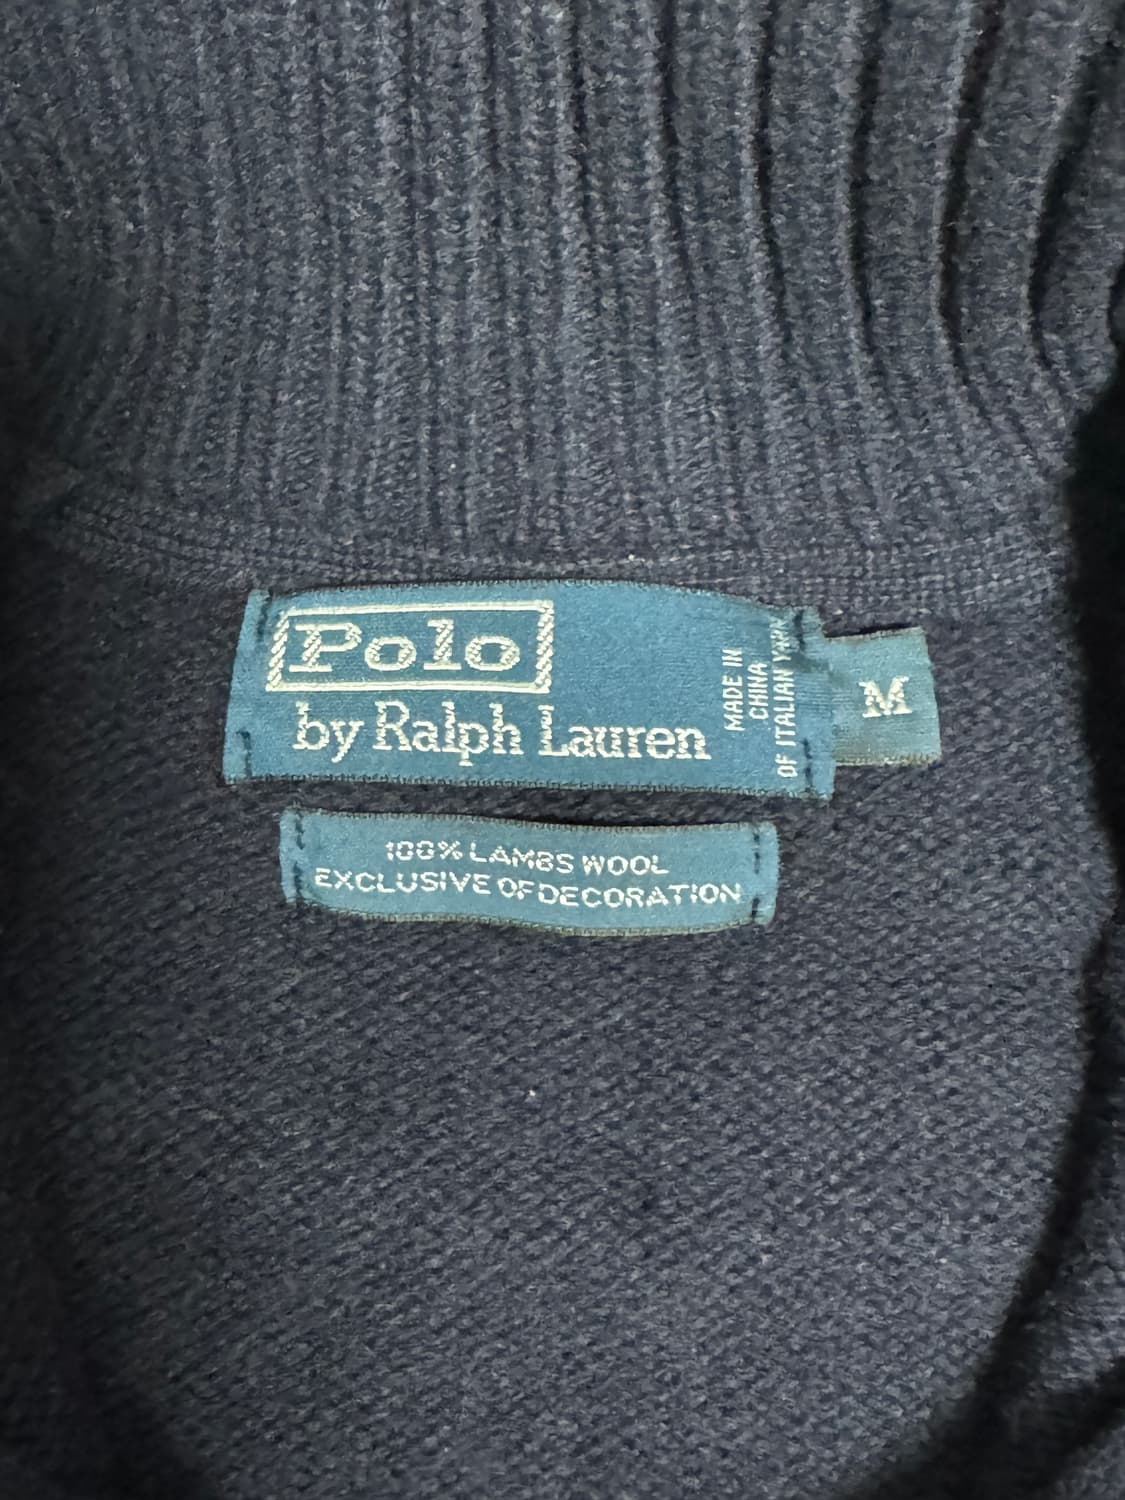 Polo
by Ralph Lauren
MADE IN
CHINA
OF ITALIAN YARN
M
100% LAMBS WOOL
EXCLUSIVE OF DECORATION